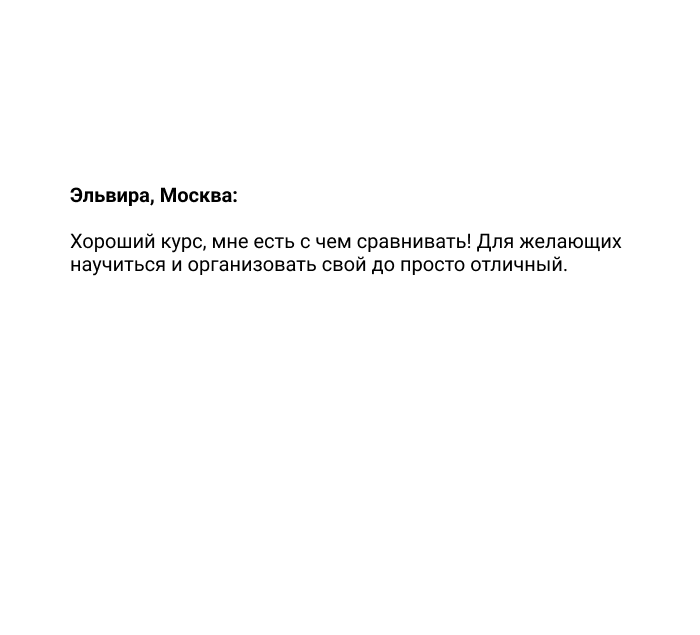 Эльвира, Москва:
Хороший курс, мне есть с чем сравнивать! Для желающих
научиться и организовать свой до просто отличный.